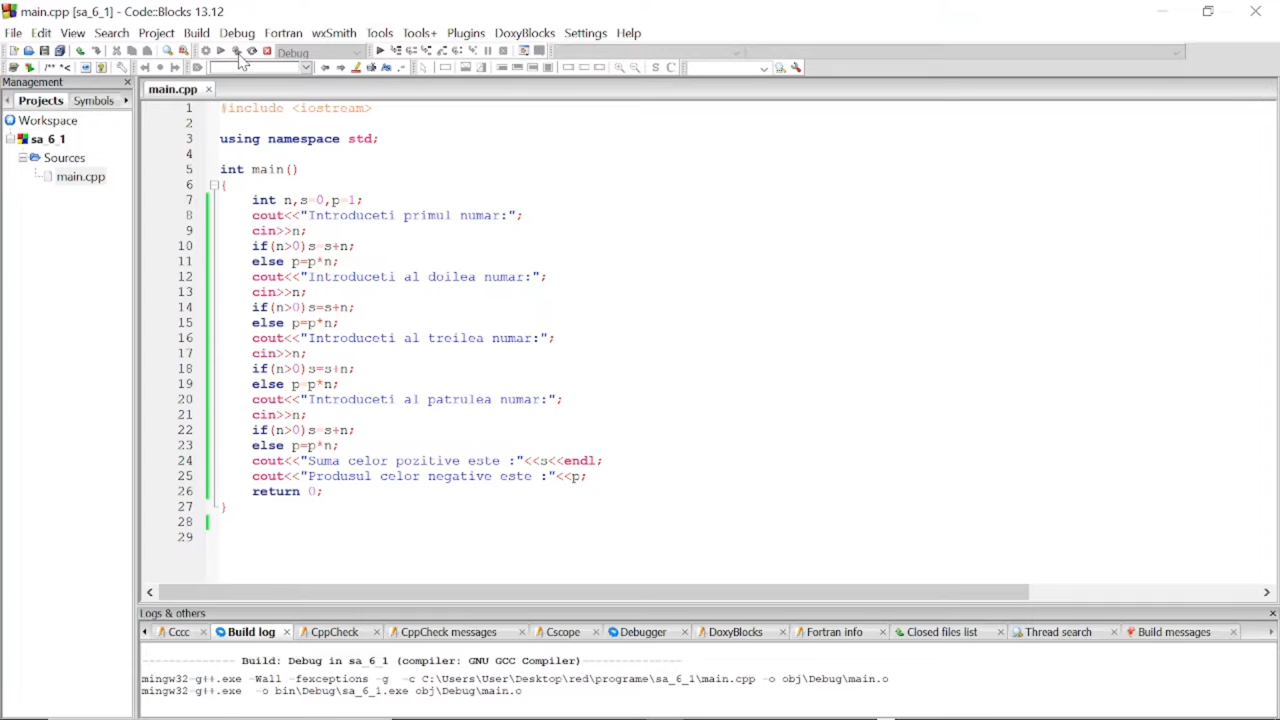 main.cpp [sa_6_1] - Code::Blocks 13.12
File Edit View Search Project Build Debug Fortran wxSmith Tools Tools+ Plugins DoxyBlocks Settings Help
Debug
/** *<
S C
Management
Projects Symbols
Workspace
sa_6_1
Sources
main.cpp
main.cpp
1 #include <iostream>
2
3 using namespace std;
4
5 int main()
6 {
7 int n,s=0,p=1;
8 cout<<"Introduceti primul numar:";
9 cin>>n;
10 if(n>0)s=s+n;
11 else p=p*n;
12 cout<<"Introduceti al doilea numar:";
13 cin>>n;
14 if(n>0)s=s+n;
15 else p=p*n;
16 cout<<"Introduceti al treilea numar:";
17 cin>>n;
18 if(n>0)s=s+n;
19 else p=p*n;
20 cout<<"Introduceti al patrulea numar:";
21 cin>>n;
22 if(n>0)s=s+n;
23 else p=p*n;
24 cout<<"Suma celor pozitive este :"<<s<<endl;
25 cout<<"Produsul celor negative este :"<<p;
26 return 0;
27 }
28
29
Logs & others
Cccc Build log CppCheck CppCheck messages Cscope Debugger DoxyBlocks Fortran info Closed files list Thread search Build messages
-------------- Build: Debug in sa_6_1 (compiler: GNU GCC Compiler)---------------
mingw32-g++.exe -Wall -fexceptions -g -c C:\Users\User\Desktop\red\programe\sa_6_1\main.cpp -o obj\Debug\main.o
mingw32-g++.exe -o bin\Debug\sa_6_1.exe obj\Debug\main.o